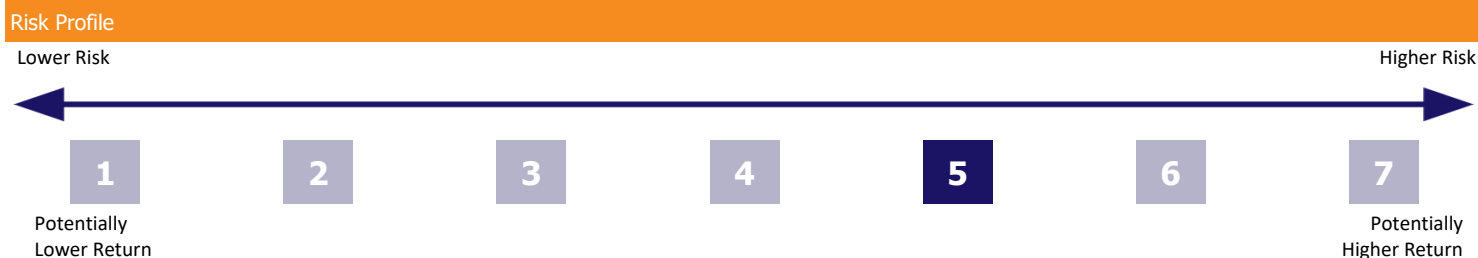 Risk Profile
Lower Risk
Higher Risk
1
2
3
4
5
6
7
Potentially
Lower Return
Potentially
Higher Return